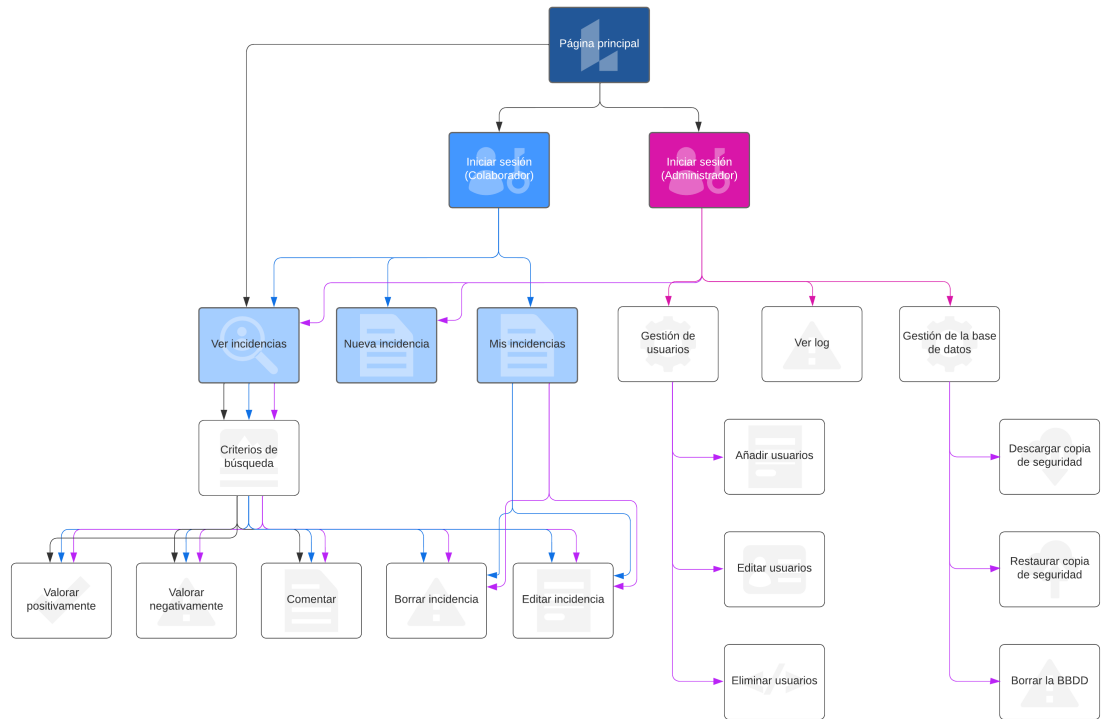 Página principal
Iniciar sesión
(Colaborador)
Iniciar sesión
(Administrador)
Ver incidencias
Nueva incidencia
Mis incidencias
Gestión de
usuarios
Ver log
Gestión de la base
de datos
Criterios de
búsqueda
Añadir usuarios
Descargar copia
de seguridad
Valorar
positivamente
Valorar
negativamente
Comentar
Borrar incidencia
Editar incidencia
Editar usuarios
Restaurar copia
de seguridad
Eliminar usuarios
Borrar la BBDD